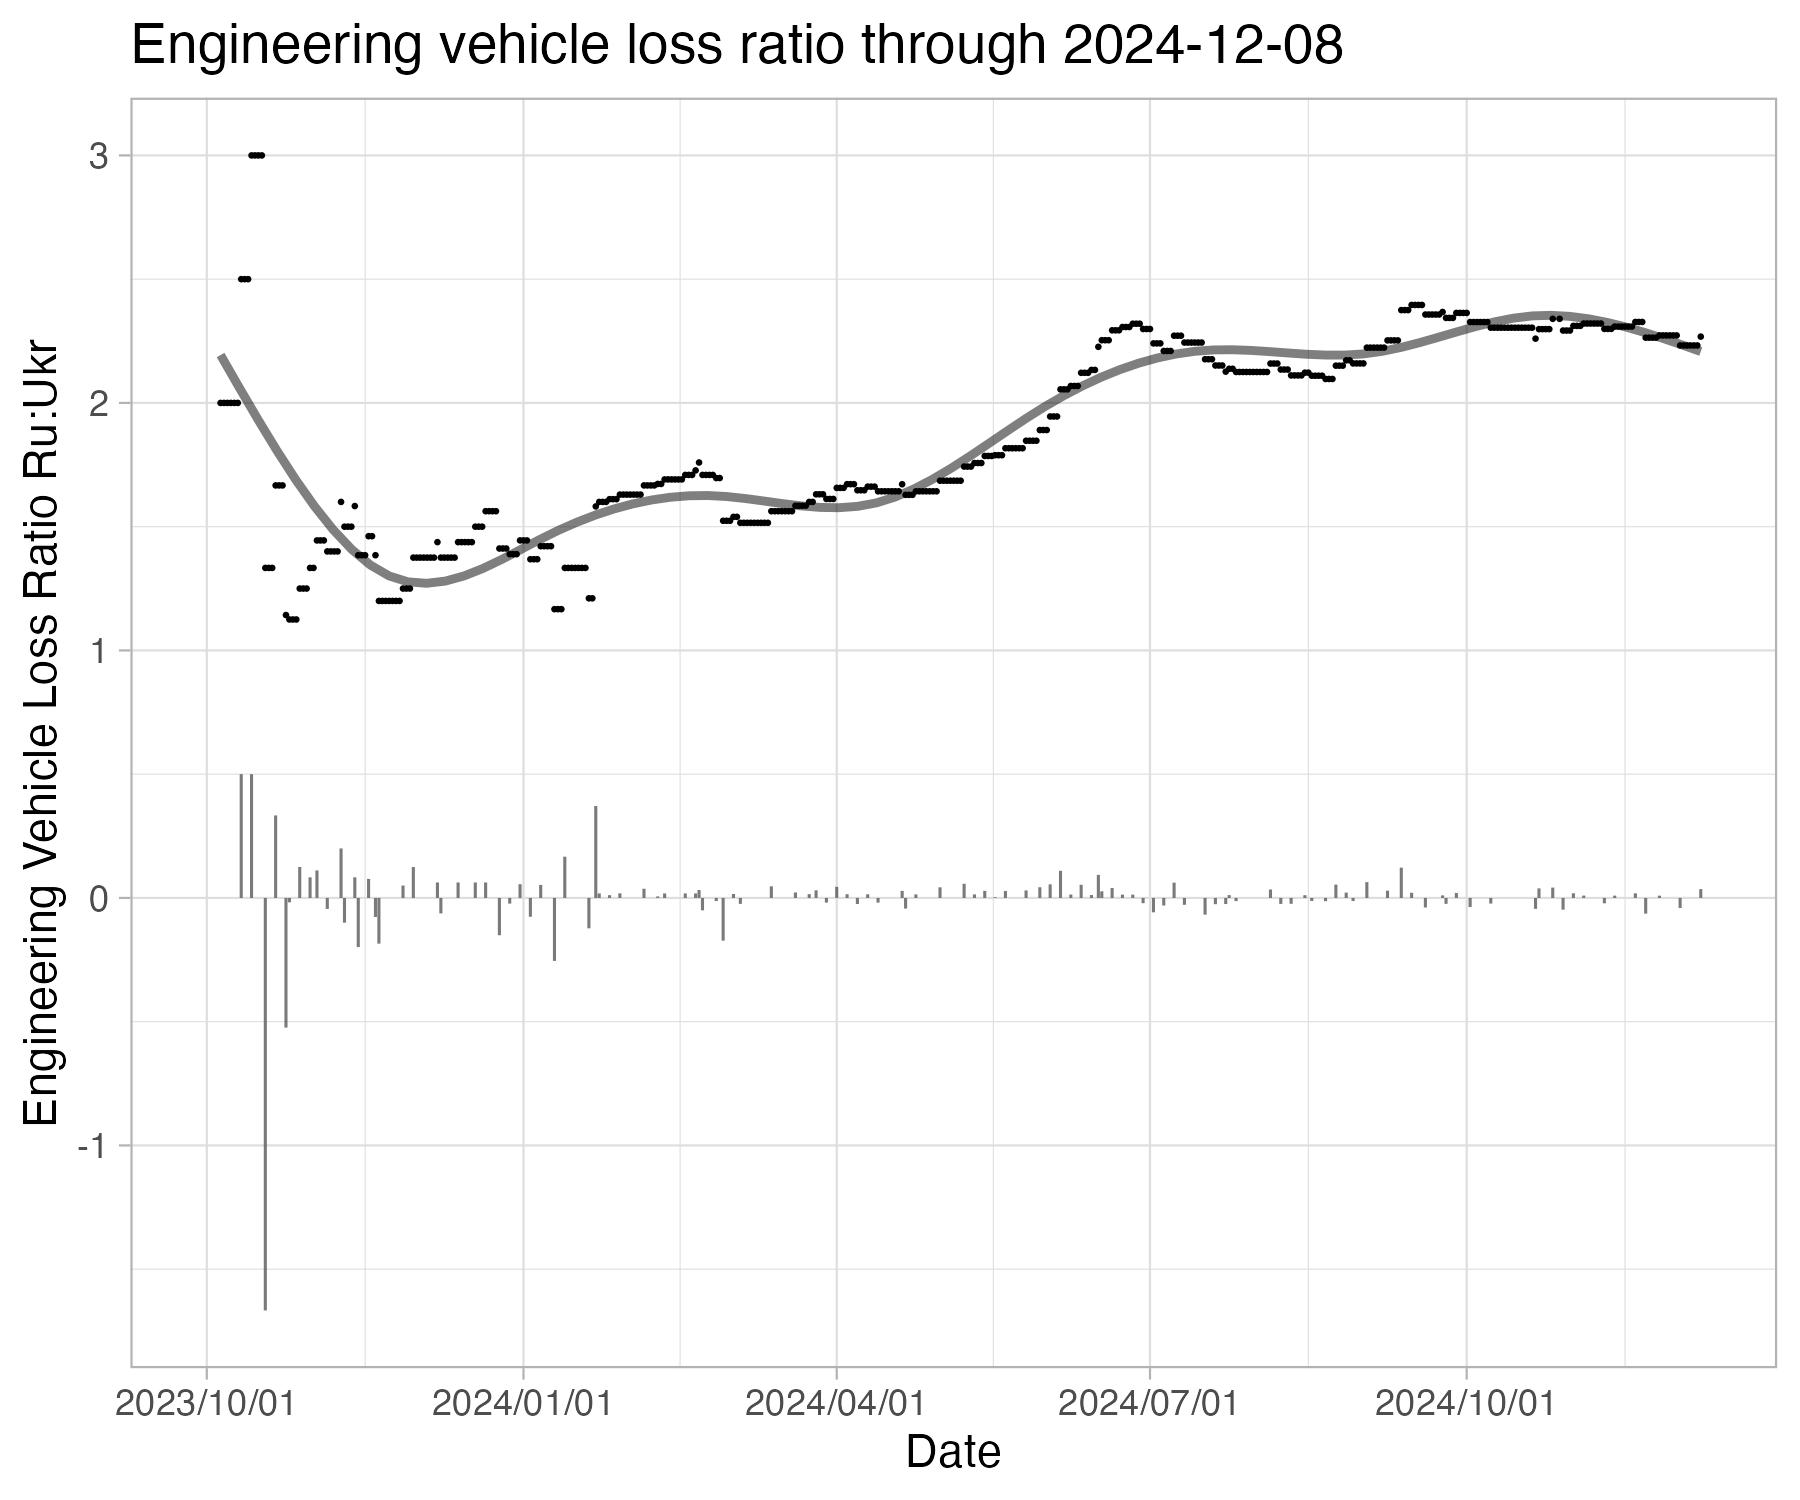 Engineering vehicle loss ratio through 2024-12-08
Engineering Vehicle Loss Ratio Ru:Ukr
3
2
1
0
-1
2023/10/01 2024/01/01 2024/04/01 2024/07/01 2024/10/01
Date